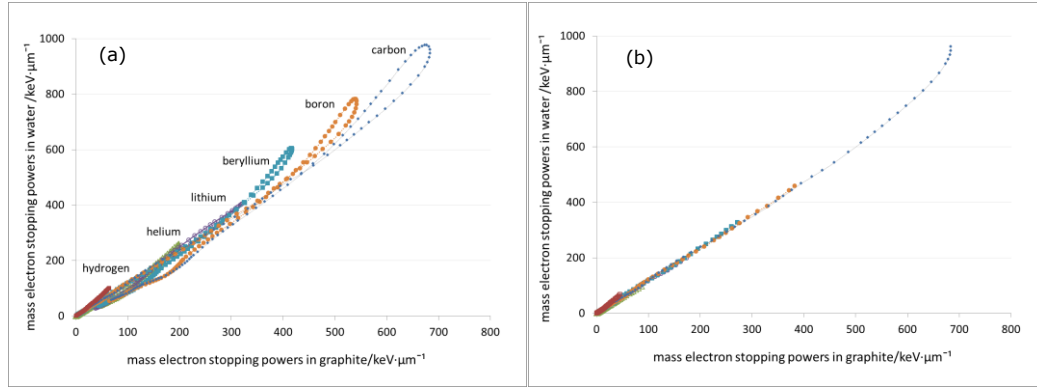 (a)
mass electron stopping powers in water /keV·µm⁻¹
1000
800
600
400
200
0
carbon
boron
beryllium
lithium
helium
hydrogen
0 100 200 300 400 500 600 700 800
mass electron stopping powers in graphite/keV·µm⁻¹
(b)
mass electron stopping powers in water/keV·µm⁻¹
1000
800
600
400
200
0
0 100 200 300 400 500 600 700 800
mass electron stopping powers in graphite/keV·µm⁻¹